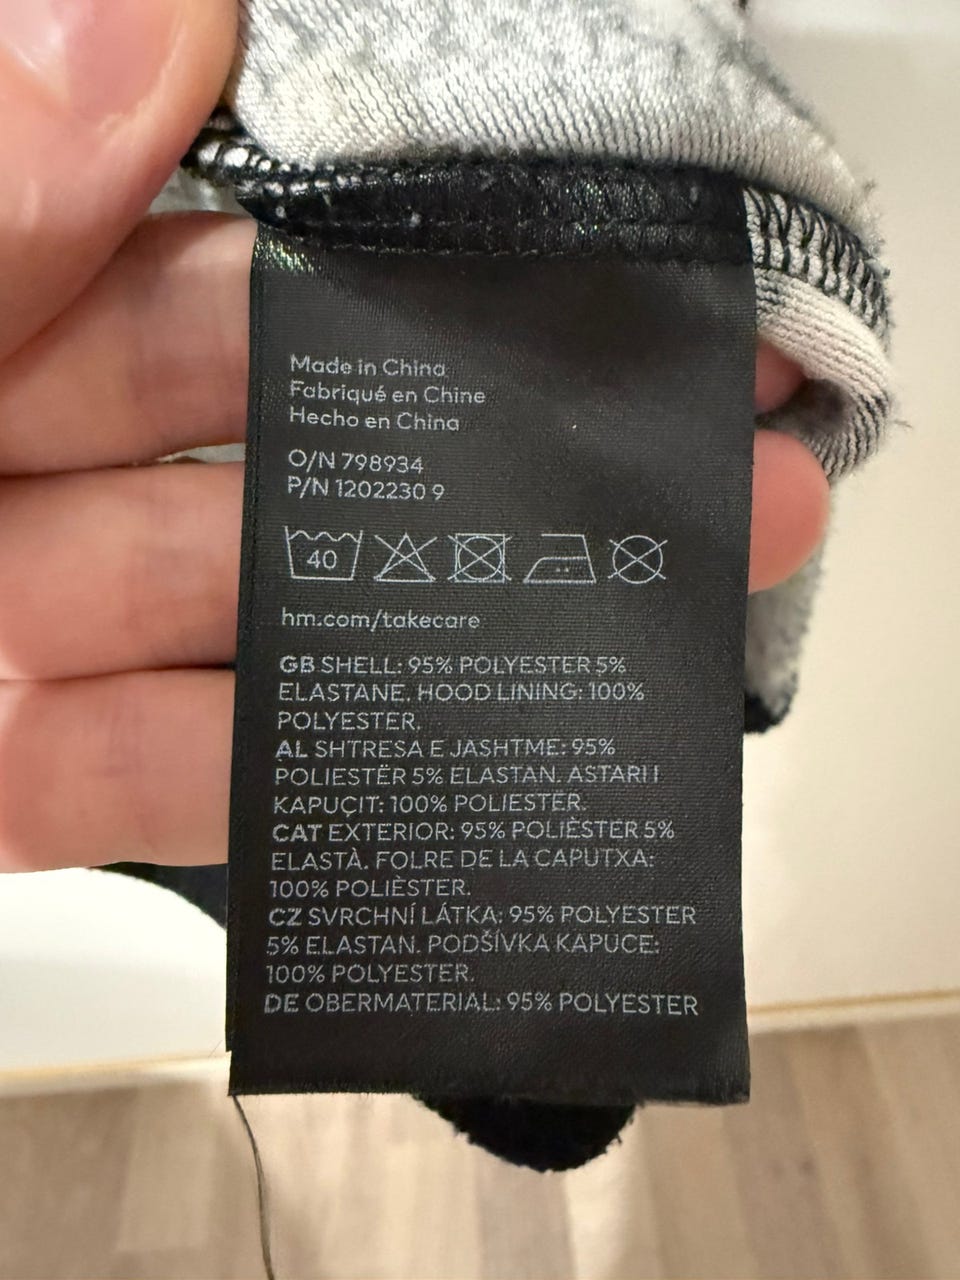 Made in China
Fabriqué en Chine
Hecho en China
O/N 798934
P/N 1202230 9
40
hm.com/takecare
GB SHELL: 95% POLYESTER 5%
ELASTANE. HOOD LINING: 100%
POLYESTER.
AL SHTRESA E JASHTME: 95%
POLIESTËR 5% ELASTAN. ASTARI I
KAPUÇIT: 100% POLIESTER.
CAT EXTERIOR: 95% POLIÈSTER 5%
ELASTÀ. FOLRE DE LA CAPUTXA:
100% POLIÈSTER.
CZ SVRCHNÍ LÁTKA: 95% POLYESTER
5% ELASTAN. PODŠÍVKA KAPUCE:
100% POLYESTER.
DE OBERMATERIAL: 95% POLYESTER